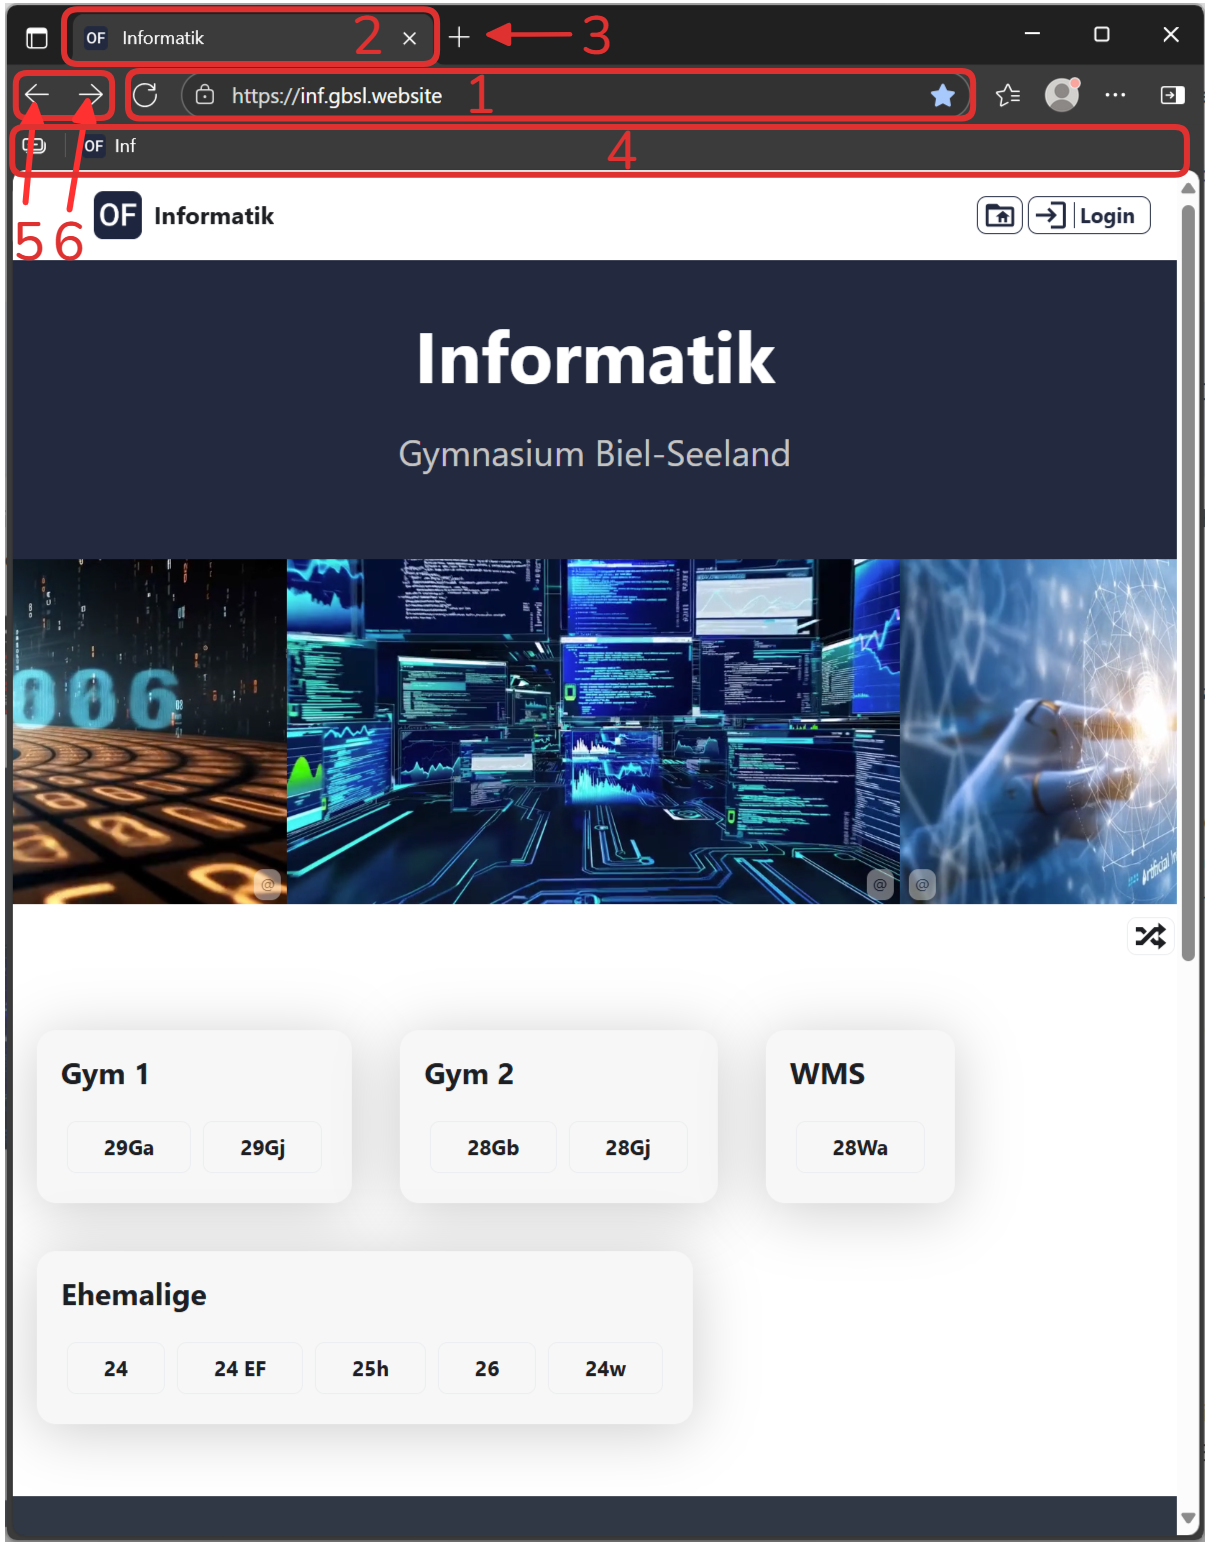 OF Informatik 2 3
https://inf.gbsl.website 1
OF Inf 4
5 6
OF Informatik
Login
Informatik
Gymnasium Biel-Seeland
086
@ @ @
Gym 1
29Ga 29Gj
Gym 2
28Gb 28Gj
WMS
28Wa
Ehemalige
24 24 EF 25h 26 24w